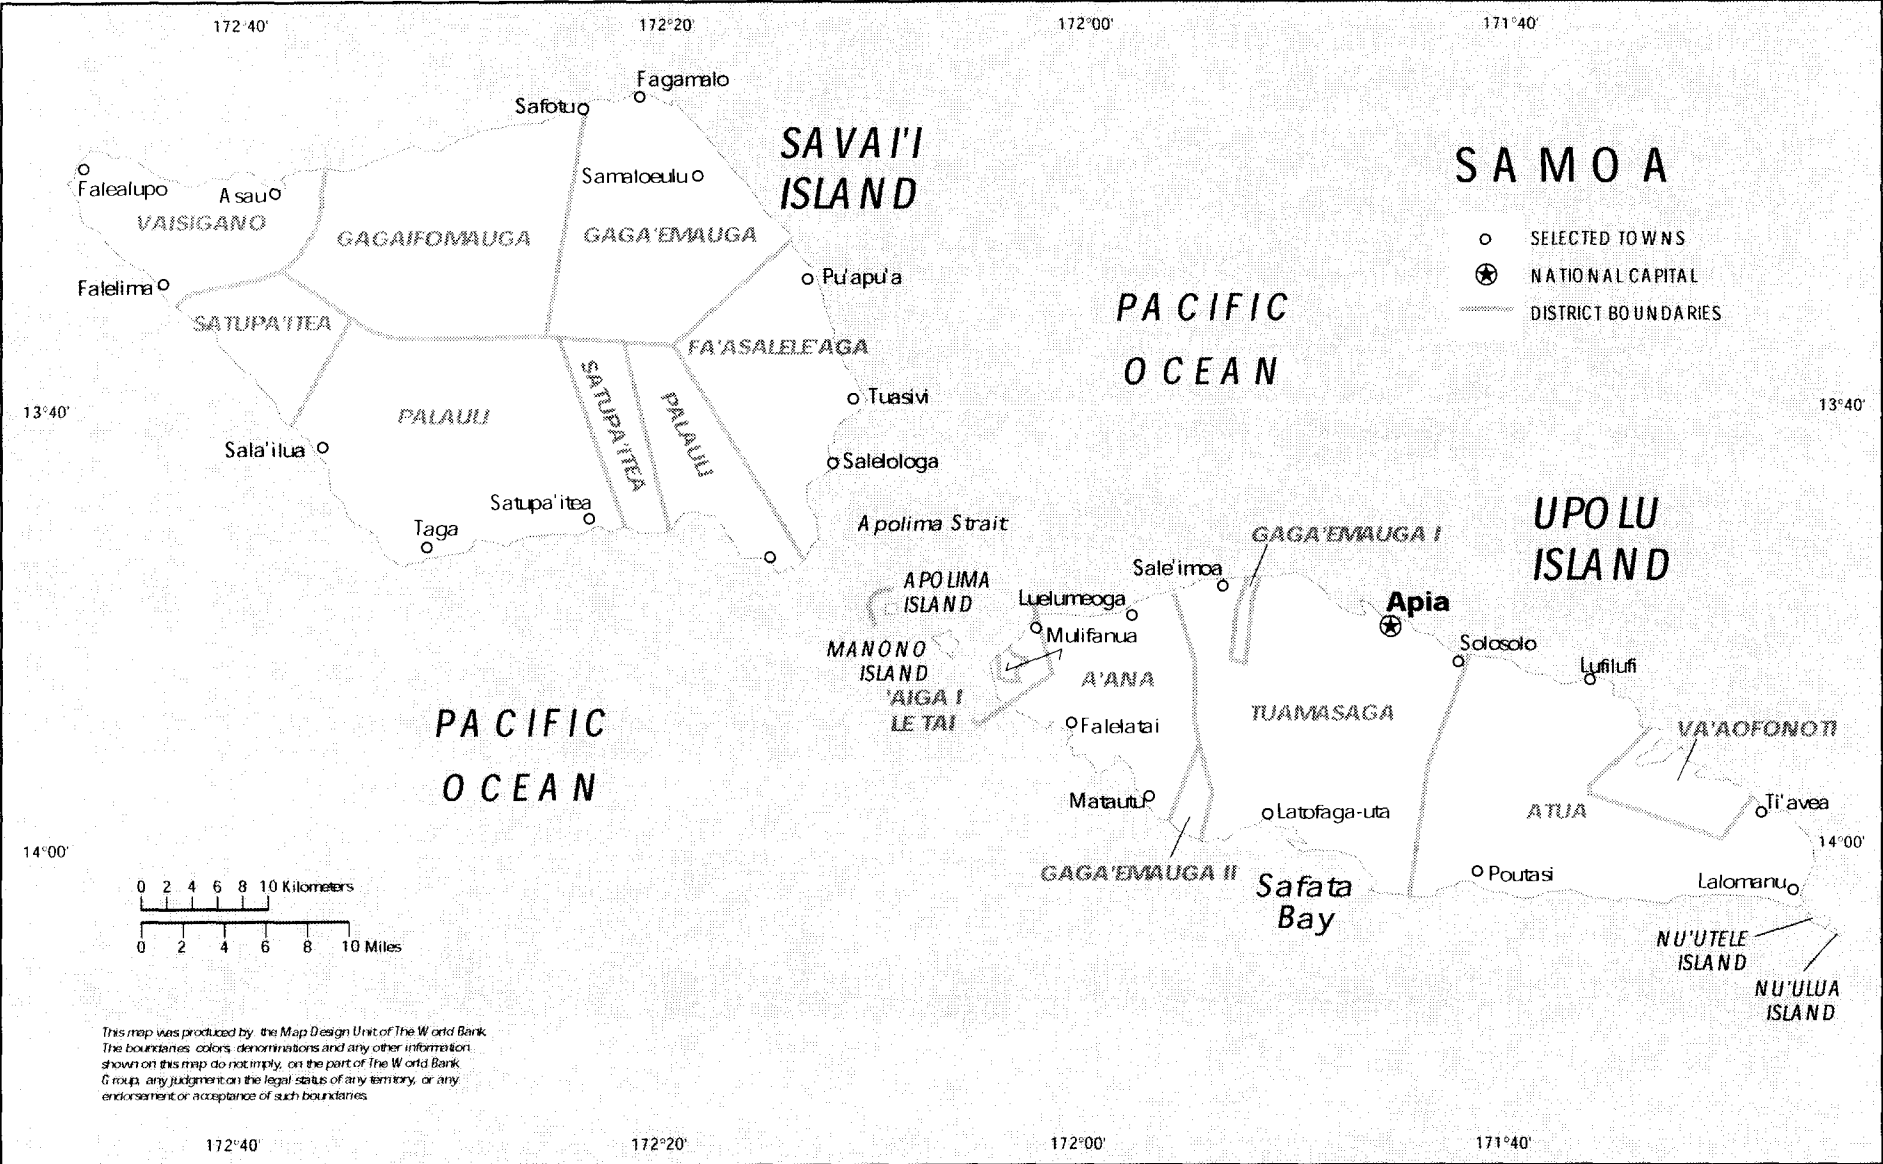 172°40'
172°20'
172°00'
171°40'
Fagamalo
Safotu
SAVAI'I
ISLAND
SAMOA
Samaloeulu
Falealupo
Asau
VAISIGANO
GAGAIFOMAUGA
GAGA'EMAUGA
SELECTED TOWNS
NATIONAL CAPITAL
DISTRICT BOUNDARIES
Falelima
Pu'apu'a
PACIFIC
OCEAN
SATUPA'ITEA
FA'ASALELE'AGA
SATUPA'ITEA
PALAULI
PALAULI
Tuasivi
13°40'
13°40'
Sala'ilua
Salelologa
Satupa'itea
Taga
Apolima Strait
UPOLU
ISLAND
GAGA'EMAUGA I
Sale'imoa
APOLIMA
ISLAND
Luelumeoga
Apia
Mulifanua
MANONO
ISLAND
Solosolo
Lufilufi
'AIGA I
LE TAI
A'ANA
TUAMASAGA
PACIFIC
OCEAN
Falelatai
VA'AOFONOTI
Matautu
Latofaga-uta
ATUA
Ti'avea
14°00'
14°00'
GAGA'EMAUGA II
Safata
Bay
Poutasi
Lalomanu
0 2 4 6 8 10 Kilometers
0 2 4 6 8 10 Miles
NU'UTELE
ISLAND
NU'ULUA
ISLAND
This map was produced by the Map Design Unit of The World Bank.
The boundaries, colors, denominations and any other information
shown on this map do not imply, on the part of The World Bank
Group, any judgment on the legal status of any territory, or any
endorsement or acceptance of such boundaries.
172°40'
172°20'
172°00'
171°40'